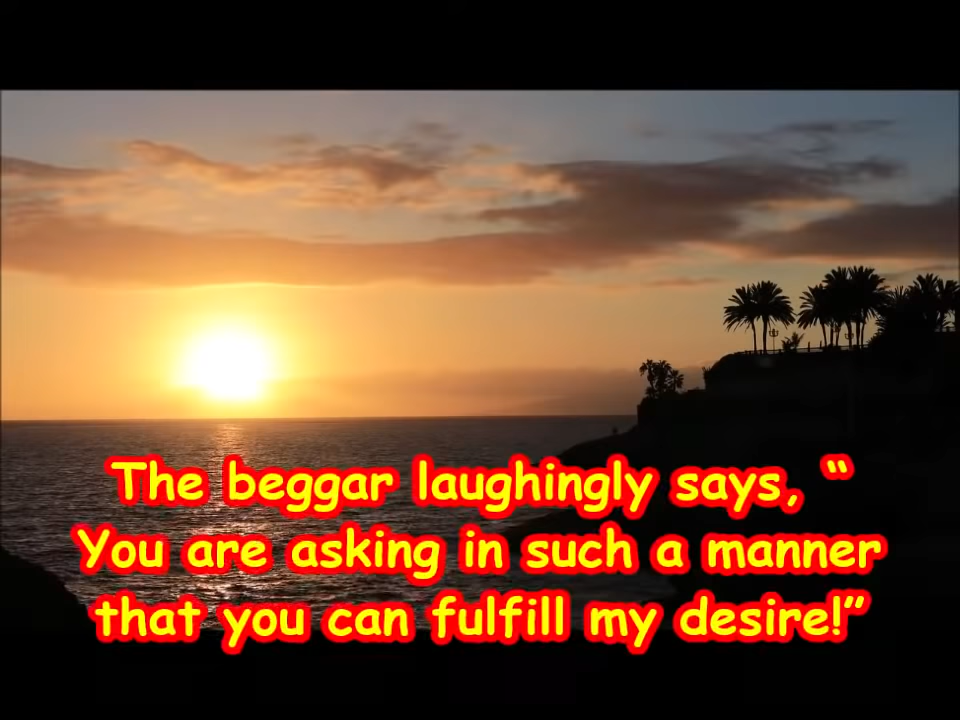 The beggar laughingly says, “
You are asking in such a manner
that you can fulfill my desire!”